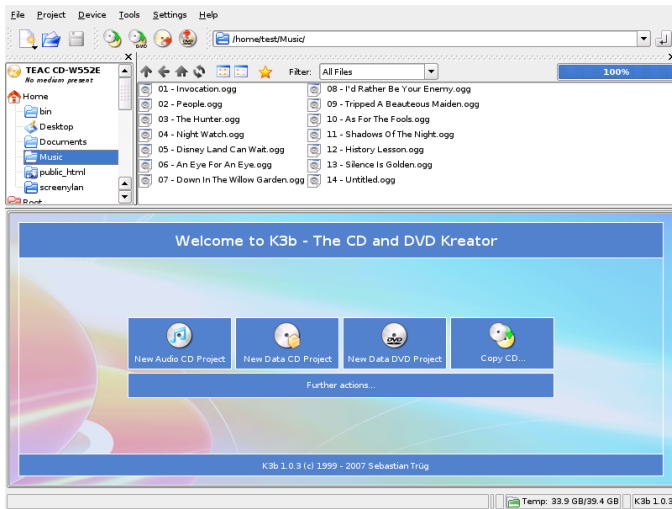 File Project Device Tools Settings Help
/home/test/Music/
TEAC CD-W552E
No medium present
Home
bin
Desktop
Documents
Music
public_html
screenylan
Root
Filter: All Files
100%
01 - Invocation.ogg
02 - People.ogg
03 - The Hunter.ogg
04 - Night Watch.ogg
05 - Disney Land Can Wait.ogg
06 - An Eye For An Eye.ogg
07 - Down In The Willow Garden.ogg
08 - I'd Rather Be Your Enemy.ogg
09 - Tripped A Beauteous Maiden.ogg
10 - As For The Fools.ogg
11 - Shadows Of The Night.ogg
12 - History Lesson.ogg
13 - Silence Is Golden.ogg
14 - Untitled.ogg
Welcome to K3b - The CD and DVD Kreator
New Audio CD Project
New Data CD Project
DVD
New Data DVD Project
Copy CD...
Further actions...
K3b 1.0.3 (c) 1999 - 2007 Sebastian Trüg
Temp: 33.9 GB/39.4 GB
K3b 1.0.3